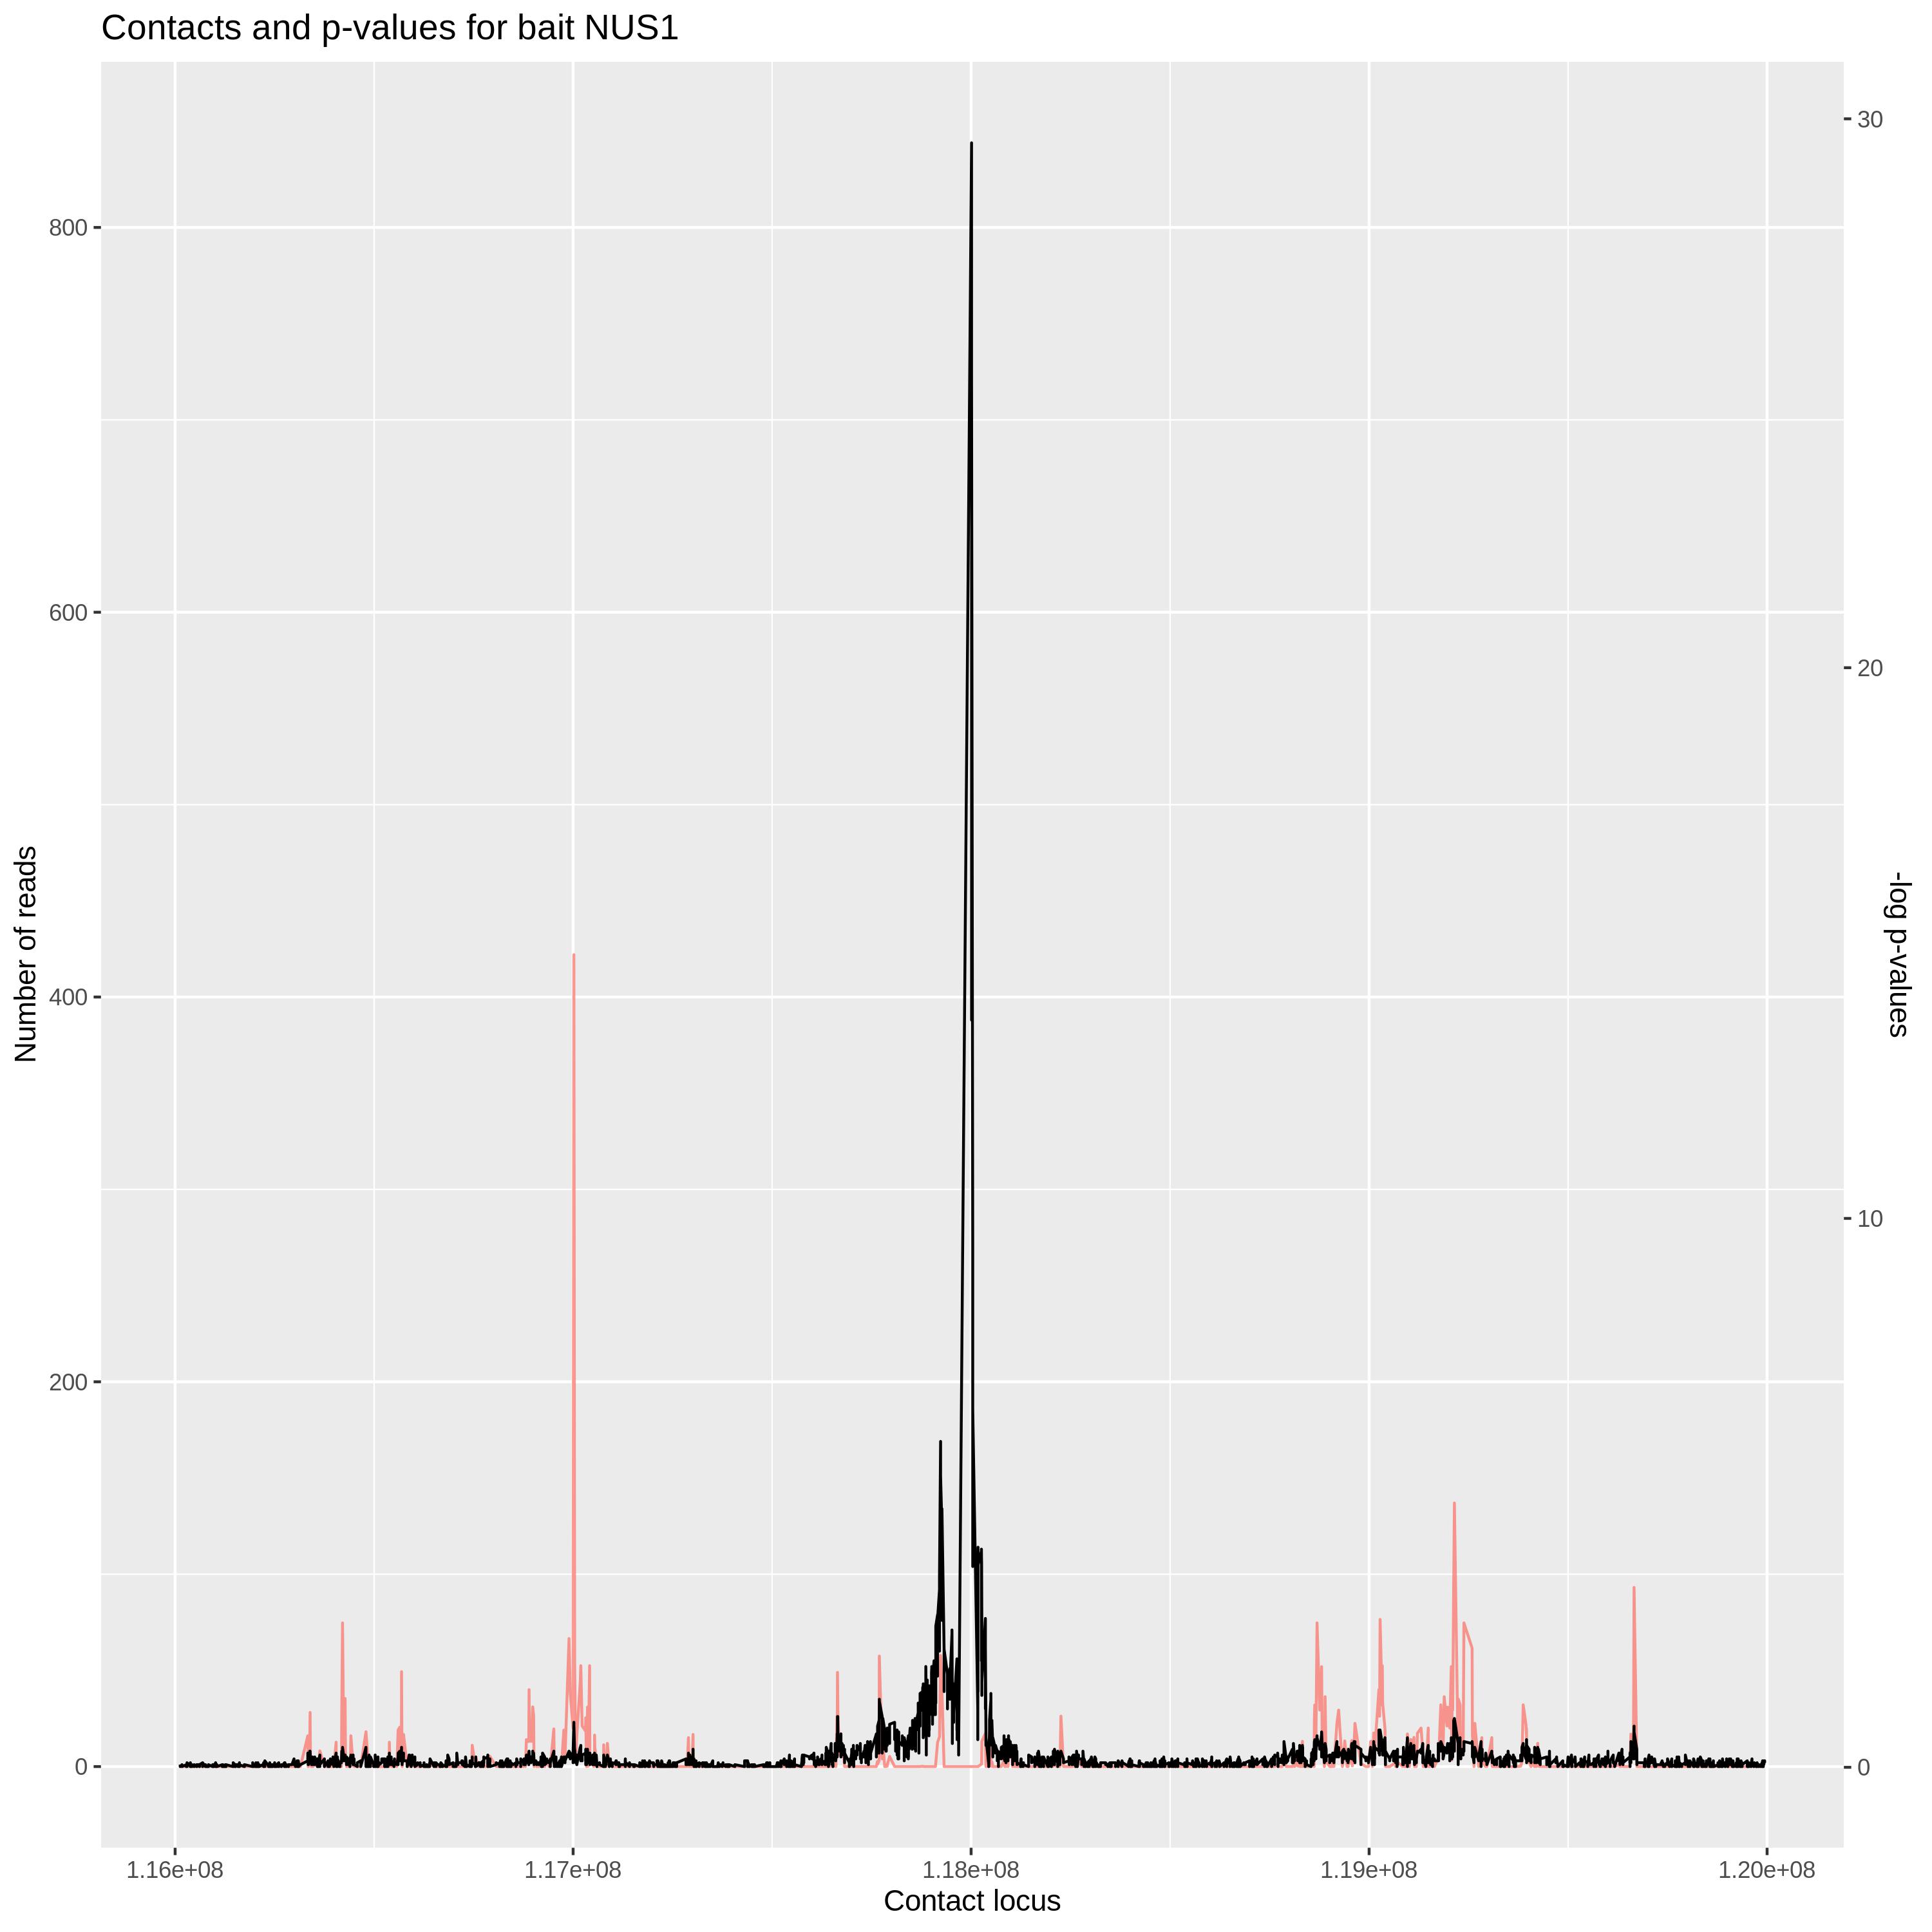 Contacts and p-values for bait NUS1
800
600
400
200
0
Number of reads
30
20
10
0
-log p-values
1.16e+08
1.17e+08
1.18e+08
1.19e+08
1.20e+08
Contact locus